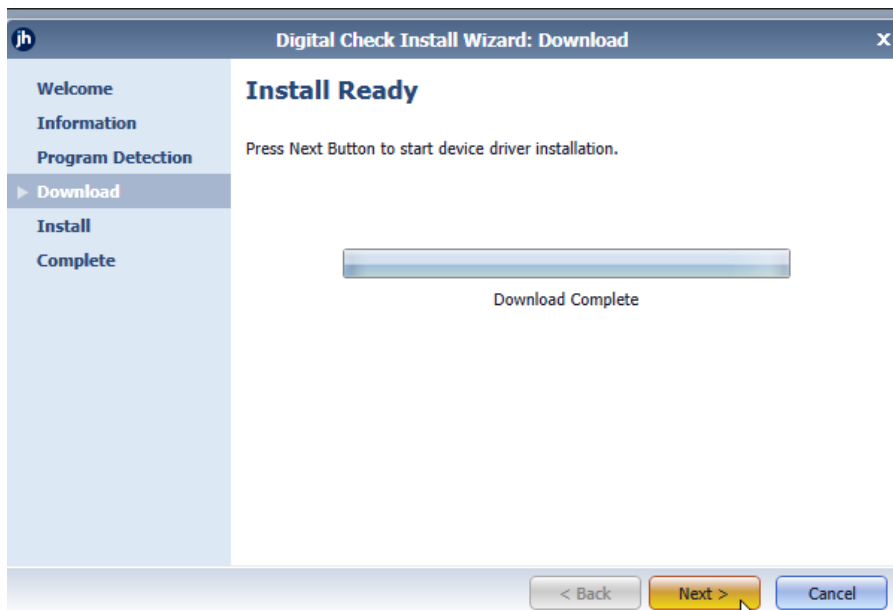 jh
Digital Check Install Wizard: Download
X
Welcome
Information
Program Detection
Download
Install
Complete
Install Ready
Press Next Button to start device driver installation.
Download Complete
< Back
Next >
Cancel